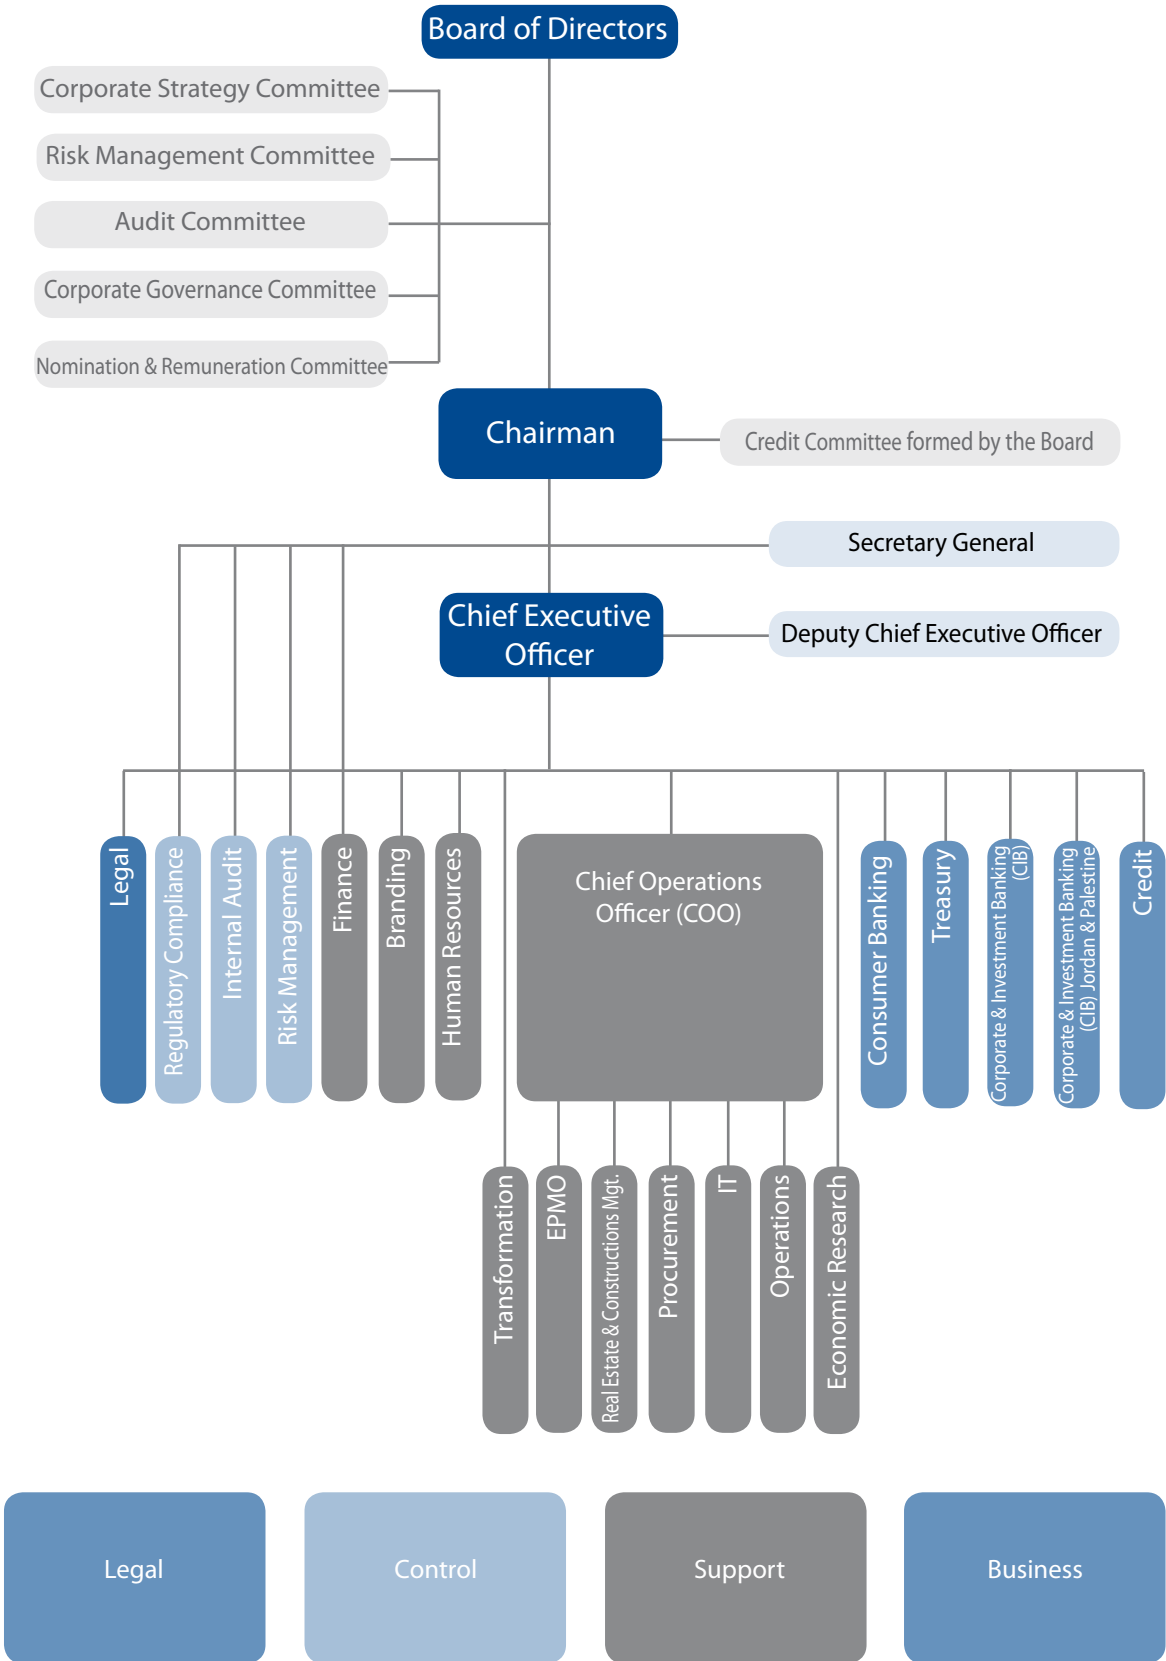 Board of Directors
Corporate Strategy Committee
Risk Management Committee
Audit Committee
Corporate Governance Committee
Nomination & Remuneration Committee
Chairman
Credit Committee formed by the Board
Secretary General
Chief Executive
Officer
Deputy Chief Executive Officer
Legal
Regulatory Compliance
Internal Audit
Risk Management
Finance
Branding
Human Resources
Chief Operations
Officer (COO)
Consumer Banking
Treasury
Corporate & Investment Banking
(CIB)
Corporate & Investment Banking
(CIB) Jordan & Palestine
Credit
Transformation
EPMO
Real Estate & Constructions Mgt.
Procurement
IT
Operations
Economic Research
Legal
Control
Support
Business